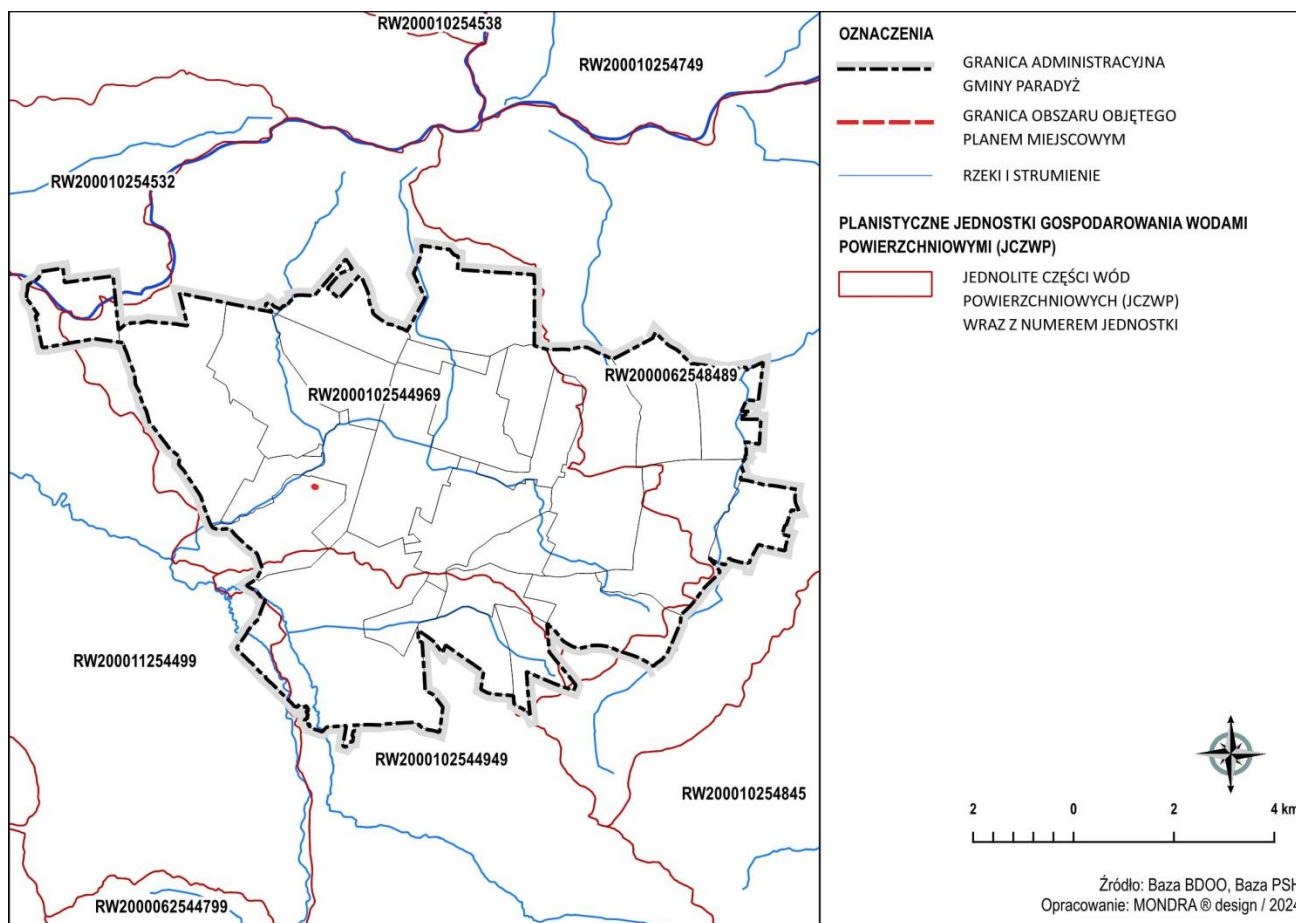 RW200010254538
RW200010254749
RW200010254532
RW2000062548489
RW2000102544969
RW200011254499
RW2000102544949
RW200010254845
RW2000062544799
OZNACZENIA
GRANICA ADMINISTRACYJNA
GMINY PARADYŻ
GRANICA OBSZARU OBJĘTEGO
PLANEM MIEJSCOWYM
RZEKI I STRUMIENIE
PLANISTYCZNE JEDNOSTKI GOSPODAROWANIA WODAMI
POWIERZCHNIOWYMI (JCZWP)
JEDNOLITE CZĘŚCI WÓD
POWIERZCHNIOWYCH (JCZWP)
WRAZ Z NUMEREM JEDNOSTKI
2 0 2 4 km
Źródło: Baza BDOO, Baza PSH
Opracowanie: MONDRA ® design / 2024